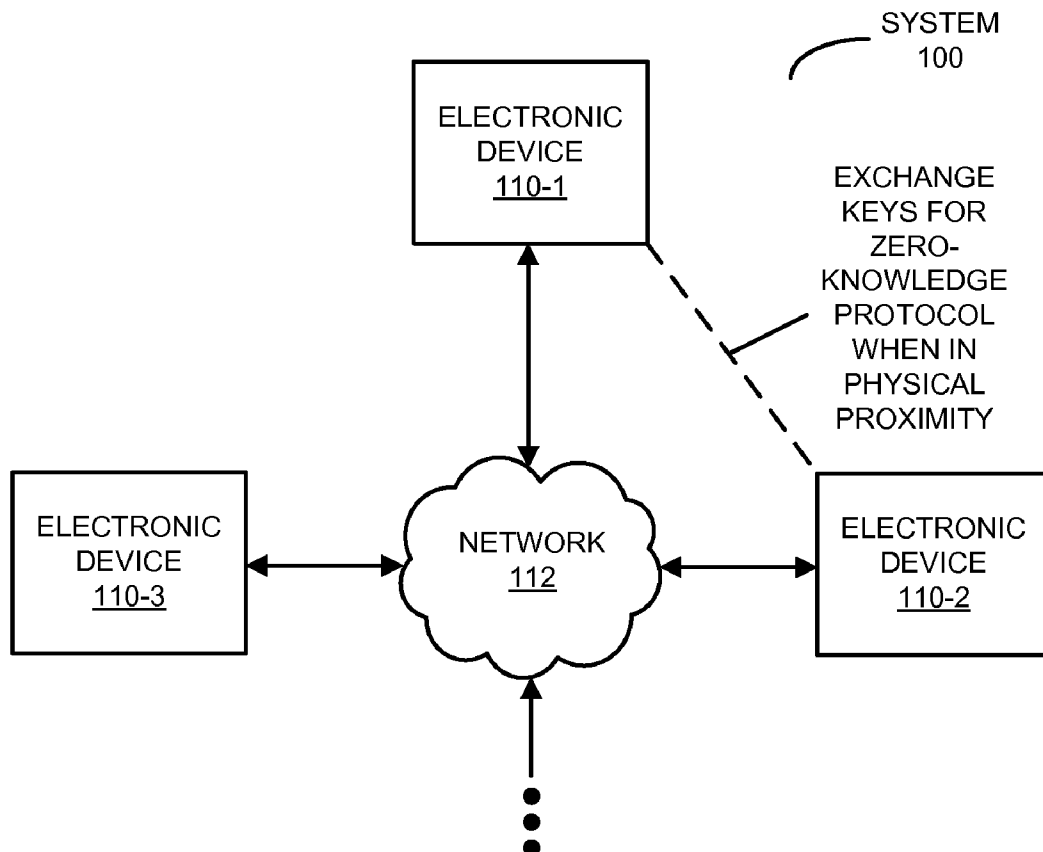 SYSTEM
100
ELECTRONIC
DEVICE
110-1
EXCHANGE
KEYS FOR
ZERO-
KNOWLEDGE
PROTOCOL
WHEN IN
PHYSICAL
PROXIMITY
ELECTRONIC
DEVICE
110-3
NETWORK
112
ELECTRONIC
DEVICE
110-2